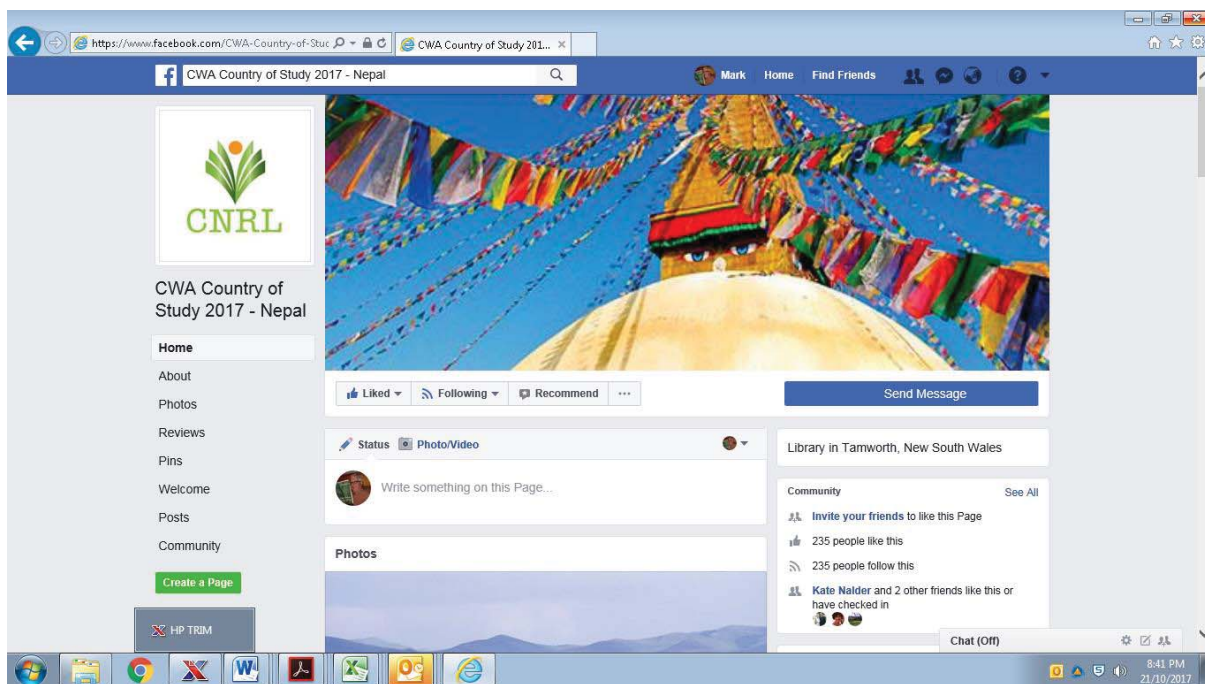 https://www.facebook.com/CWA-Country-of-Stuc
CWA Country of Study 201...
CWA Country of Study 2017 - Nepal
Mark
Home
Find Friends
CNRL
CWA Country of
Study 2017 - Nepal
Home
About
Photos
Reviews
Pins
Welcome
Posts
Community
Create a Page
HP TRIM
Liked
Following
Recommend
Send Message
Status
Photo/Video
Write something on this Page...
Photos
Library in Tamworth, New South Wales
Community
See All
Invite your friends to like this Page
235 people like this
235 people follow this
Kate Nalder and 2 other friends like this or
have checked in
Chat (Off)
8:41 PM
21/10/2017